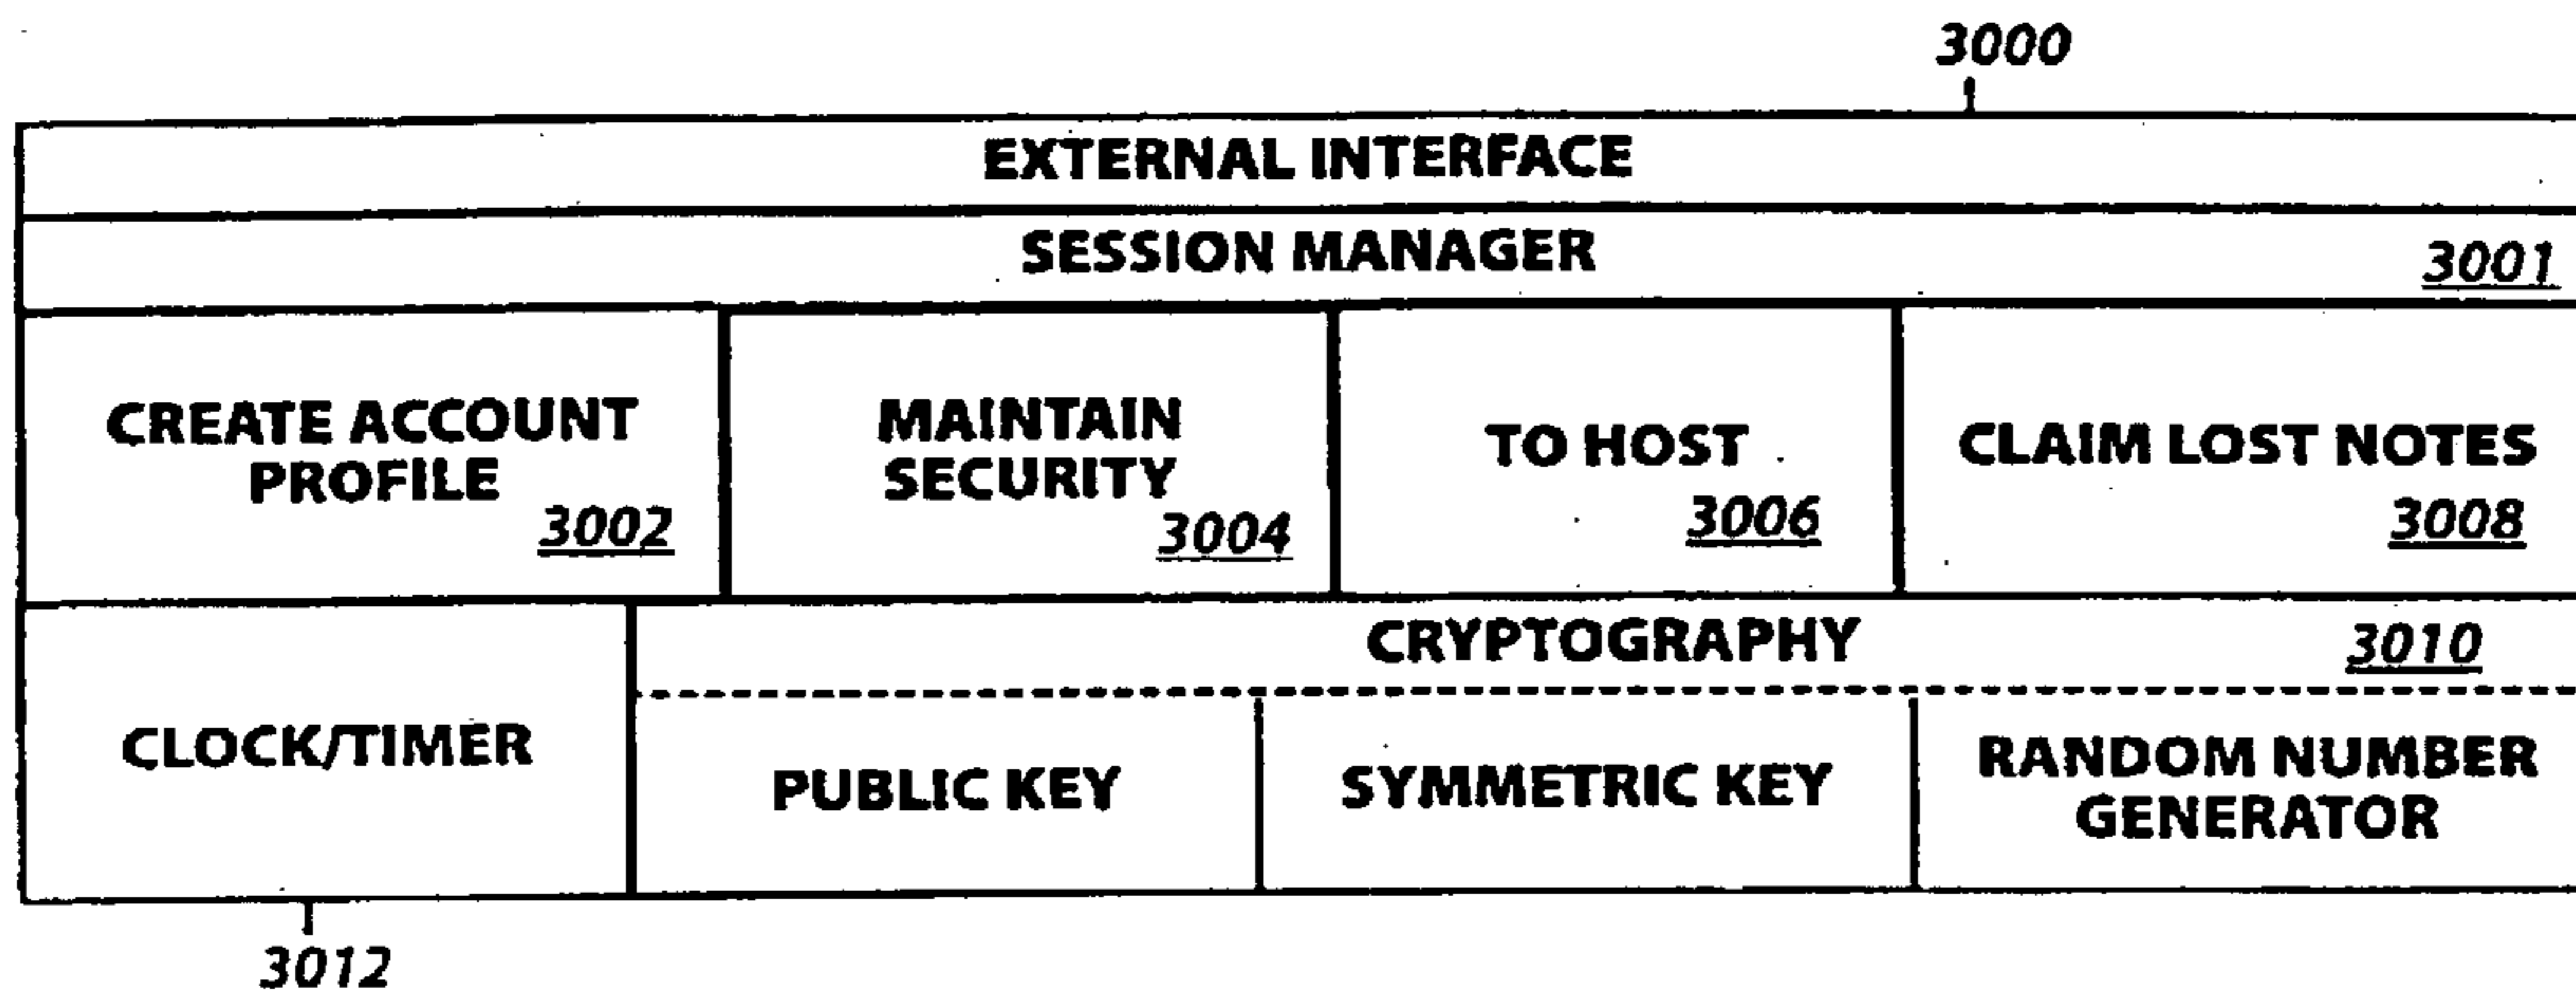 3000
EXTERNAL INTERFACE
SESSION MANAGER
3001
CREATE ACCOUNT
PROFILE
3002
MAINTAIN
SECURITY
3004
TO HOST
3006
CLAIM LOST NOTES
3008
CRYPTOGRAPHY
3010
CLOCK/TIMER
PUBLIC KEY
SYMMETRIC KEY
RANDOM NUMBER
GENERATOR
3012